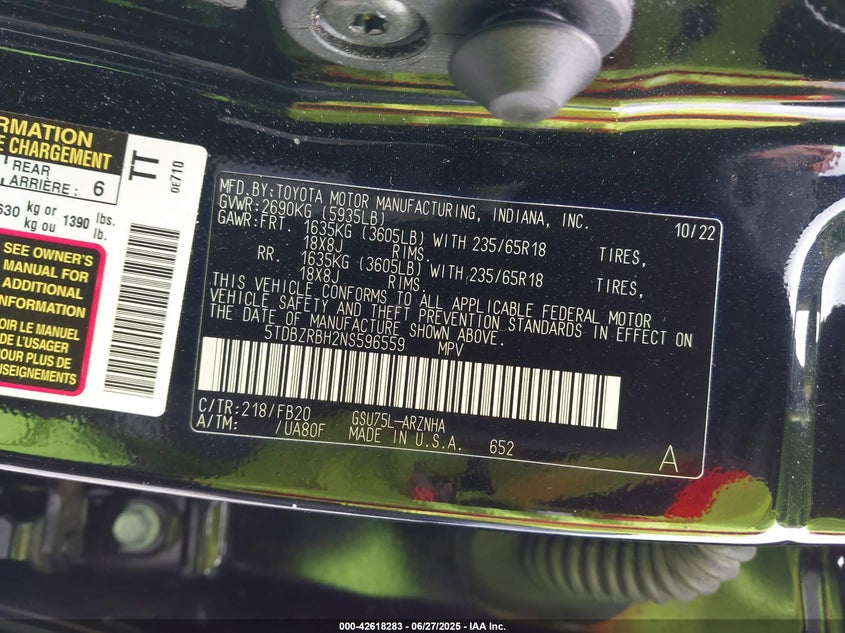 RMATION
E CHARGEMENT
REAR
ARRIÈRE : 6
630 kg or 1390 lbs.
kg ou lb.
SEE OWNER'S
MANUAL FOR
ADDITIONAL
INFORMATION
OIR LE MANUEL
DE L'USAGER
POUR PLUS DE
SEIGNEMENTS
TT
0E710
MFD.BY:TOYOTA MOTOR MANUFACTURING, INDIANA, INC. 10/22
GVWR:2690KG (5935LB)
GAWR:FRT. 1635KG (3605LB) WITH 235/65R18 TIRES,
18X8J RIMS.
RR. 1635KG (3605LB) WITH 235/65R18 TIRES,
18X8J RIMS.
THIS VEHICLE CONFORMS TO ALL APPLICABLE FEDERAL MOTOR
VEHICLE SAFETY AND THEFT PREVENTION STANDARDS IN EFFECT ON
THE DATE OF MANUFACTURE SHOWN ABOVE.
5TDBZRBH2NS596559 MPV
C/TR:218/FB20 GSU75L-ARZNHA
A/TM: /UA80F MADE IN U.S.A. 652
A
000-42618283 - 06/27/2025 - IAA Inc.